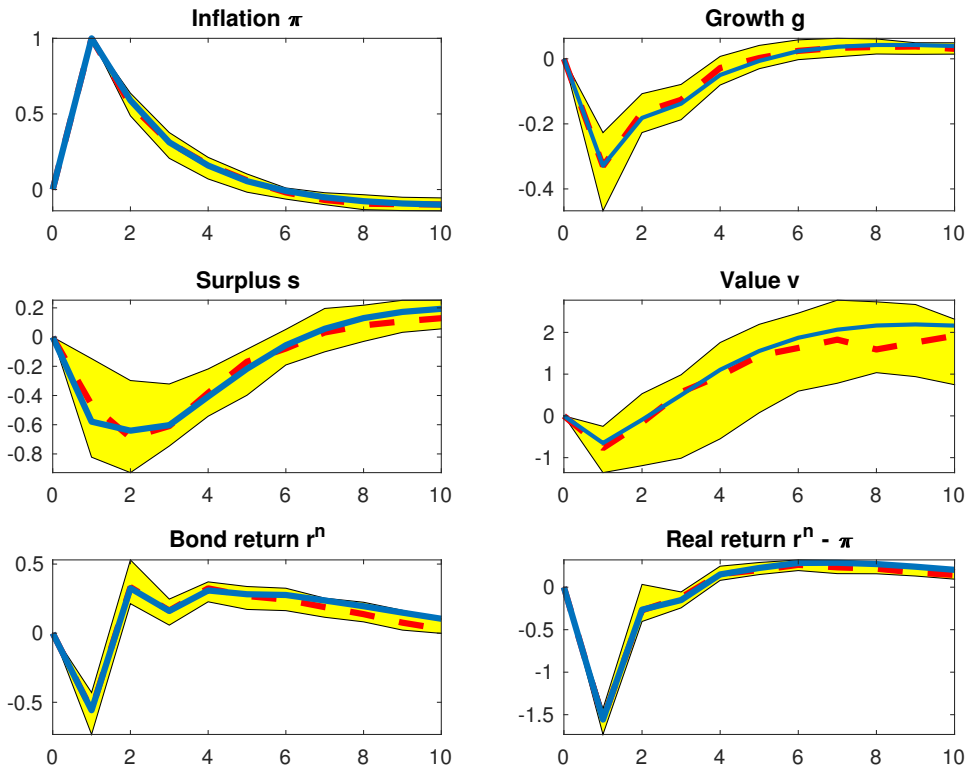 Inflation π
1
0.5
0
0 2 4 6 8 10
Growth g
0
-0.2
-0.4
0 2 4 6 8 10
Surplus s
0.2
0
-0.2
-0.4
-0.6
-0.8
0 2 4 6 8 10
Value v
2
1
0
-1
0 2 4 6 8 10
Bond return rⁿ
0.5
0
-0.5
0 2 4 6 8 10
Real return rⁿ - π
0
-0.5
-1
-1.5
0 2 4 6 8 10